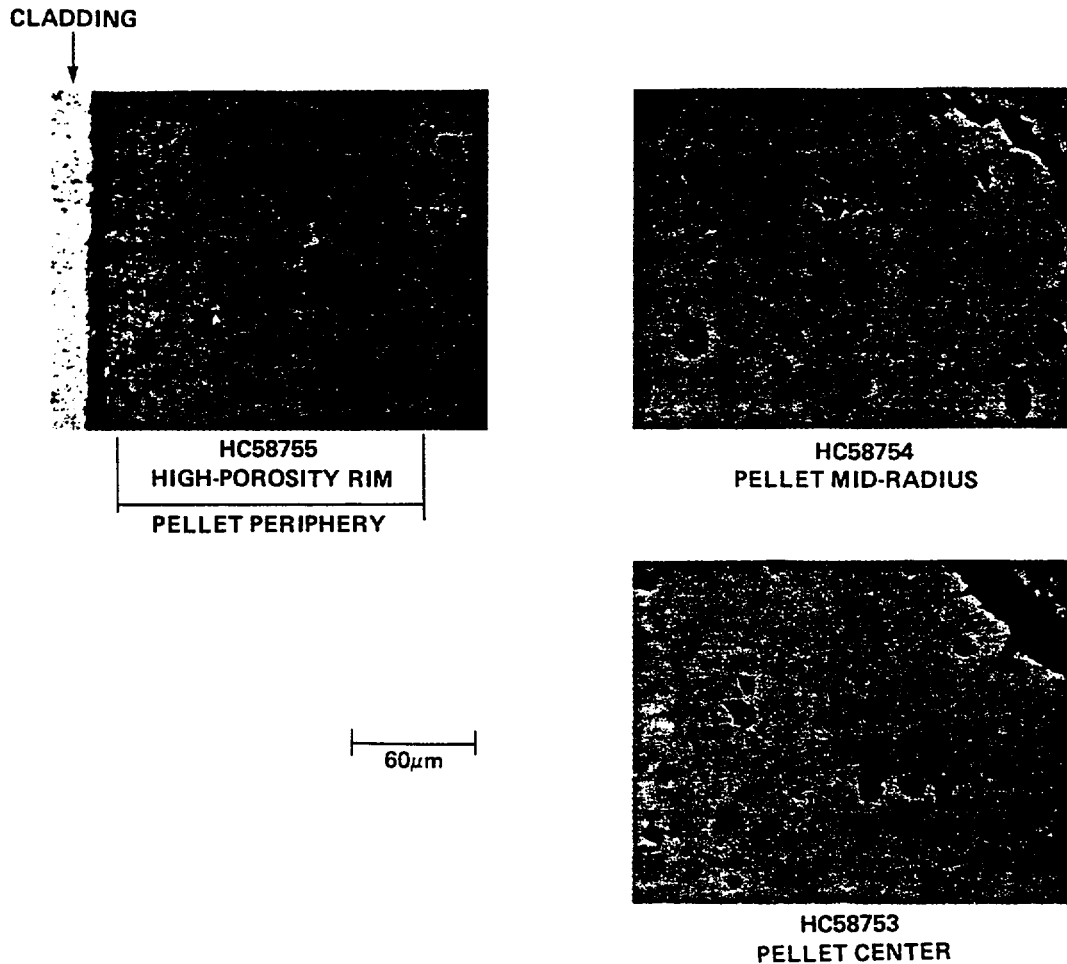 CLADDING
HC58755
HIGH-POROSITY RIM
PELLET PERIPHERY
HC58754
PELLET MID-RADIUS
60μm
HC58753
PELLET CENTER